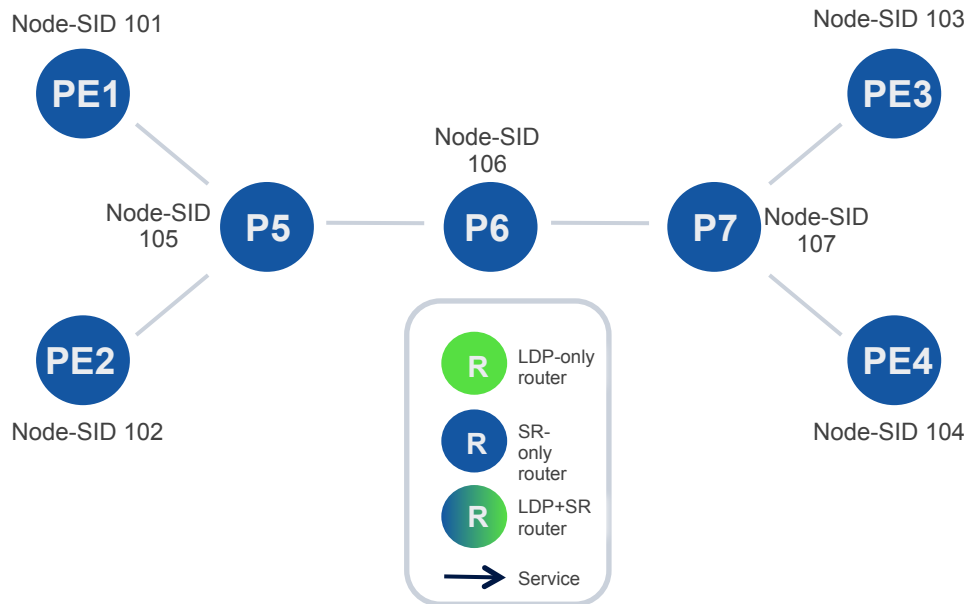 Node-SID 101
Node-SID 103
PE1
PE3
Node-SID
106
Node-SID
105
P5
P6
P7
Node-SID
107
PE2
PE4
Node-SID 102
Node-SID 104
R
LDP-only
router
R
SR-
only
router
R
LDP+SR
router
Service